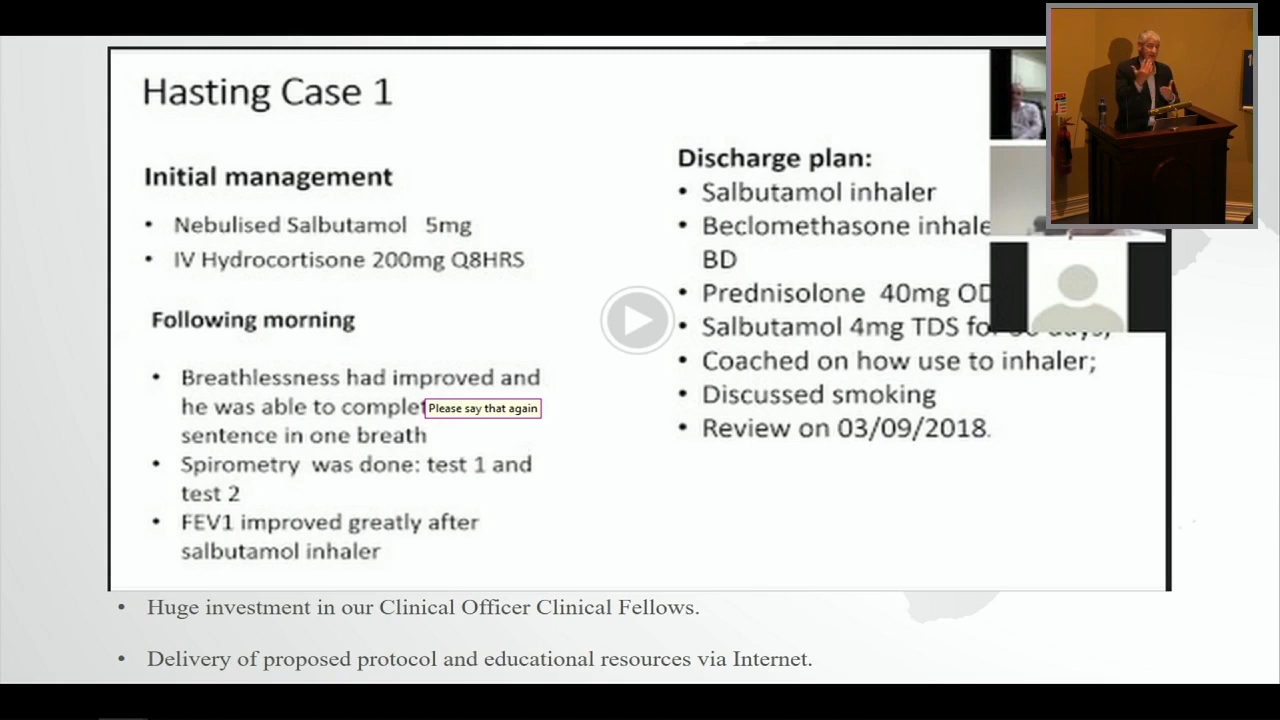 Hasting Case 1
Initial management
• Nebulised Salbutamol 5mg
• IV Hydrocortisone 200mg Q8HRS
Following morning
• Breathlessness had improved and
he was able to
sentence in one breath
• Spirometry was done: test 1 and
test 2
• FEV1 improved greatly after
salbutamol inhaler
Please say that again
Discharge plan:
• Salbutamol inhaler
• Beclomethasone
BD
• Prednisolone 40mg
• Salbutamol 4mg TDS
• Coached on how use to inhaler;
• Discussed smoking
• Review on 03/09/2018.
• Huge investment in our Clinical Officer Clinical Fellows.
• Delivery of proposed protocol and educational resources via Internet.